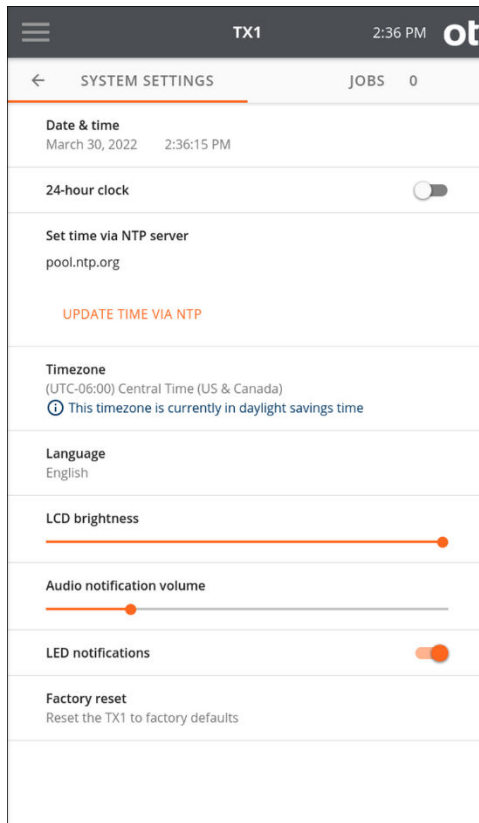 TX1 2:36 PM ot
SYSTEM SETTINGS JOBS 0
Date & time
March 30, 2022 2:36:15 PM
24-hour clock
Set time via NTP server
pool.ntp.org
UPDATE TIME VIA NTP
Timezone
(UTC-06:00) Central Time (US & Canada)
This timezone is currently in daylight savings time
Language
English
LCD brightness
Audio notification volume
LED notifications
Factory reset
Reset the TX1 to factory defaults